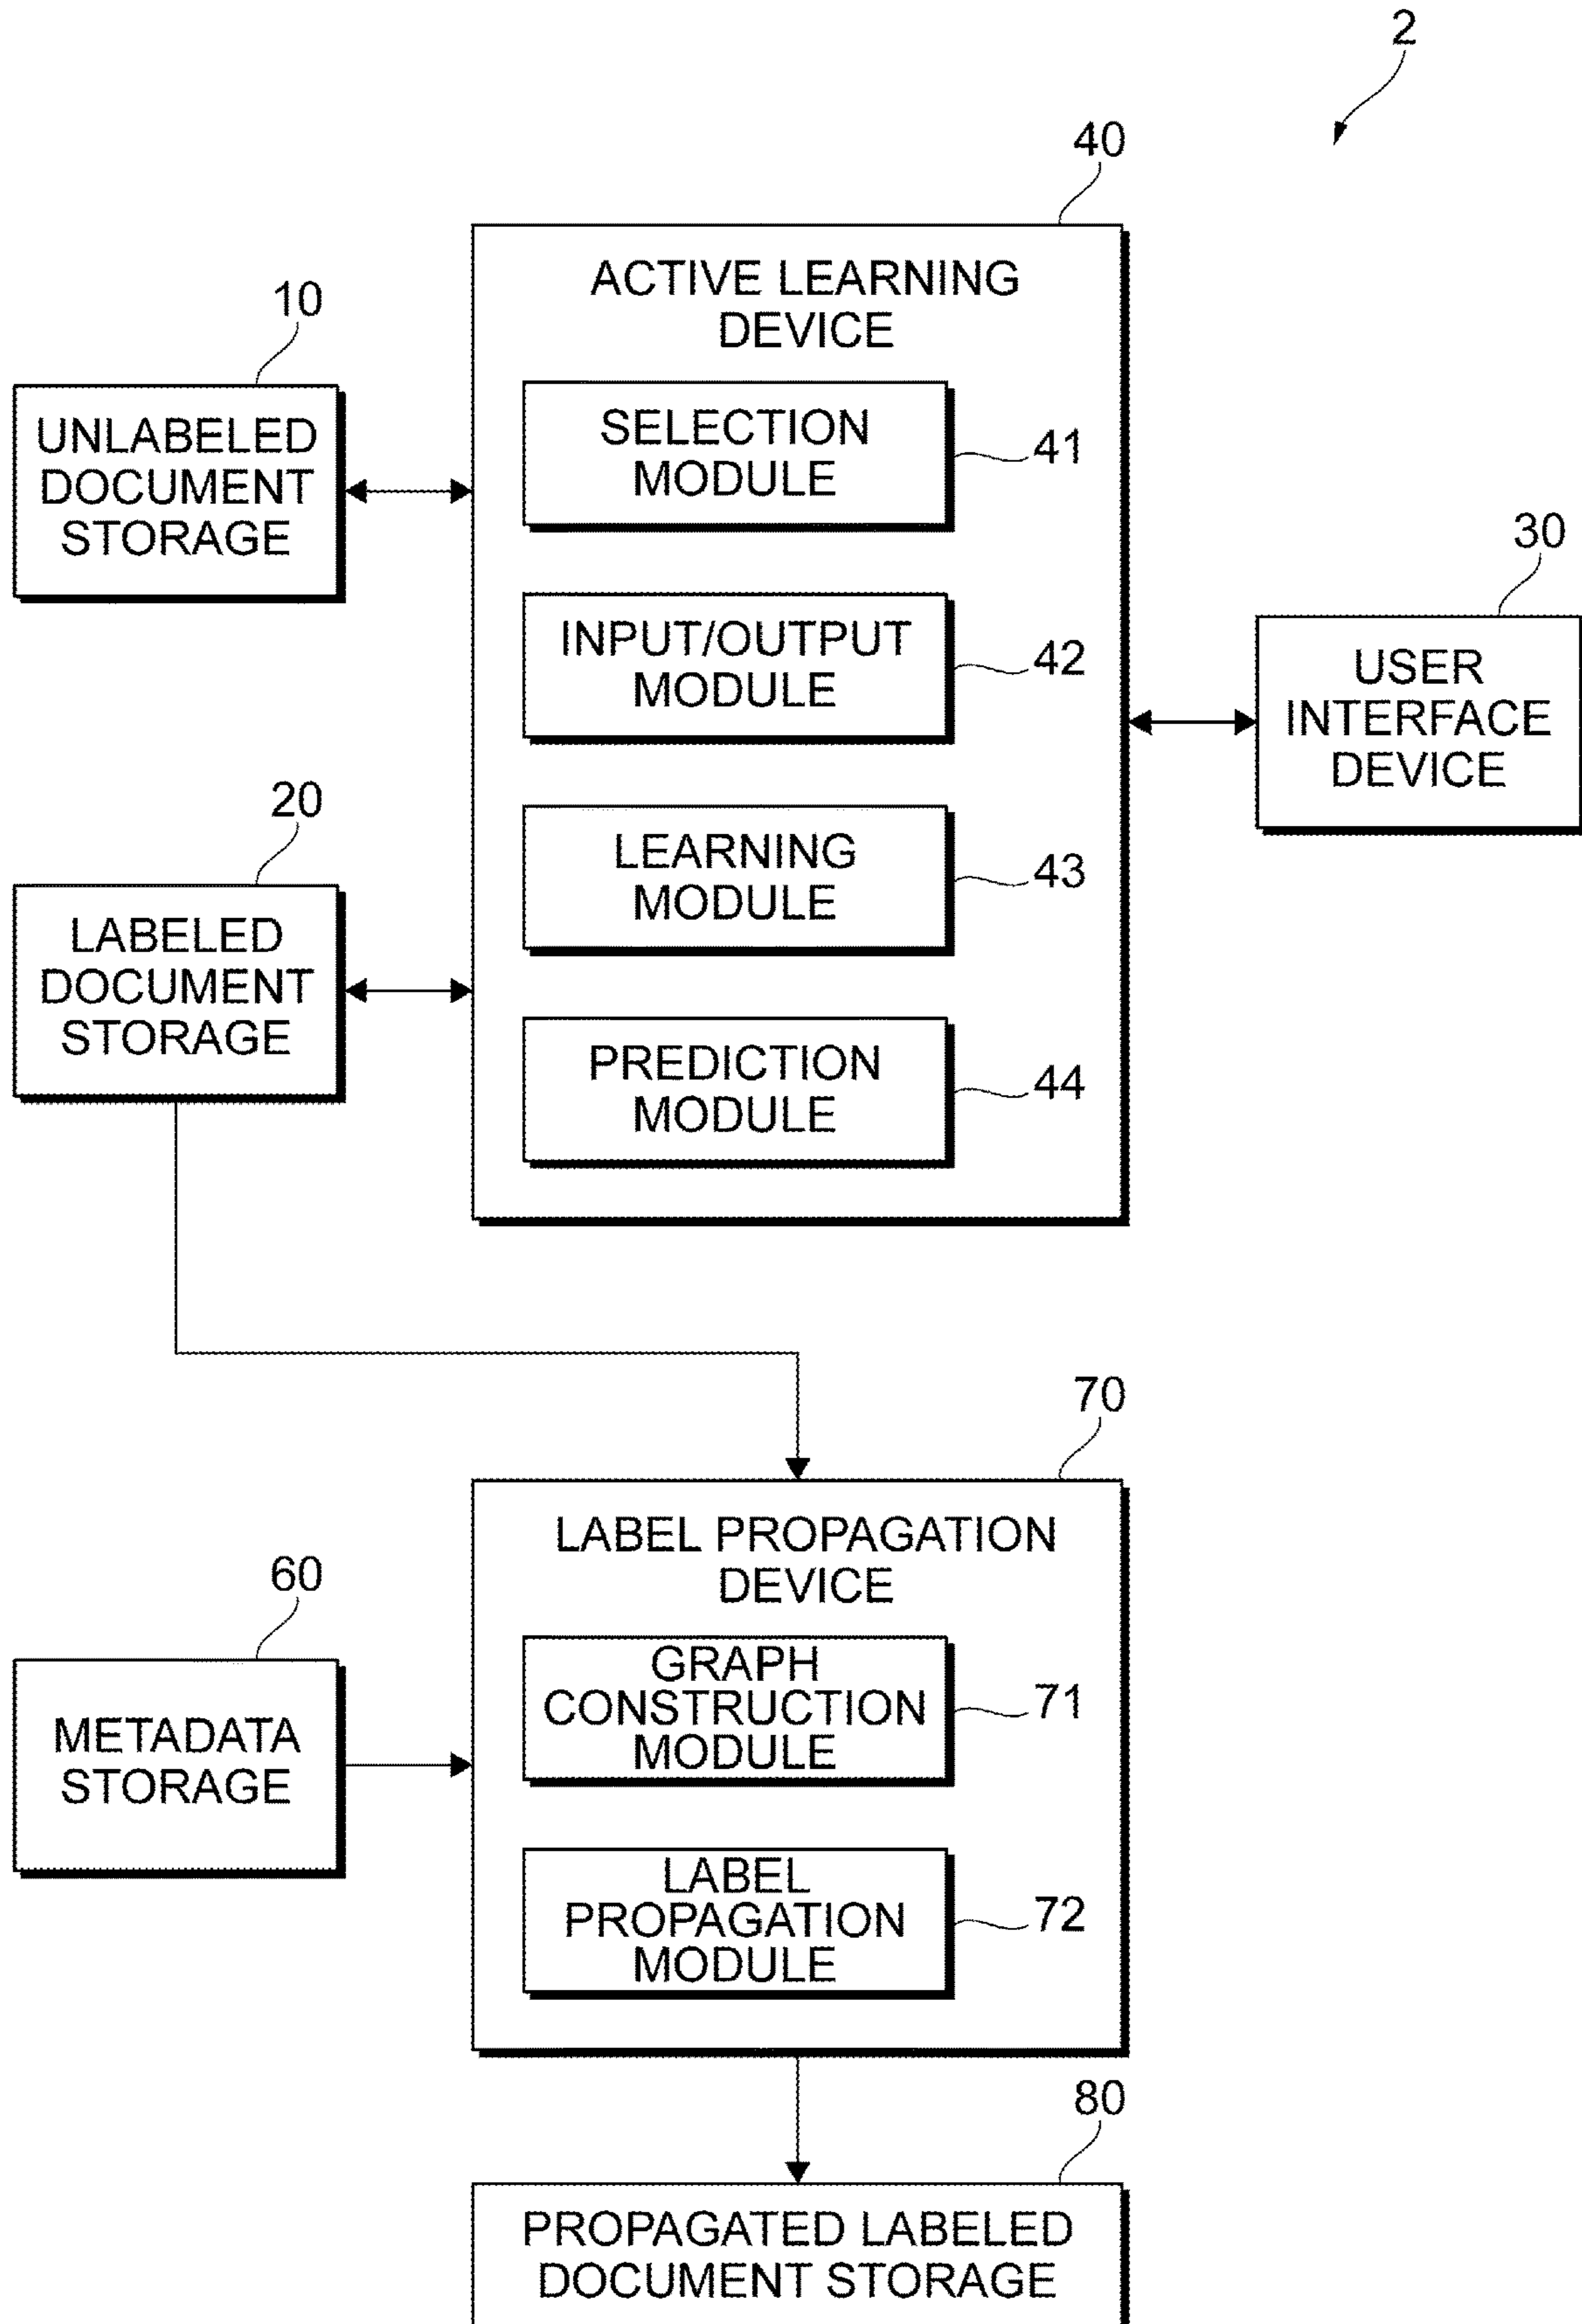 2
40
ACTIVE LEARNING
DEVICE
10
UNLABELED
DOCUMENT
STORAGE
SELECTION
MODULE
41
INPUT/OUTPUT
MODULE
42
30
USER
INTERFACE
DEVICE
20
LABELED
DOCUMENT
STORAGE
LEARNING
MODULE
43
PREDICTION
MODULE
44
70
LABEL PROPAGATION
DEVICE
60
METADATA
STORAGE
GRAPH
CONSTRUCTION
MODULE
71
LABEL
PROPAGATION
MODULE
72
80
PROPAGATED LABELED
DOCUMENT STORAGE